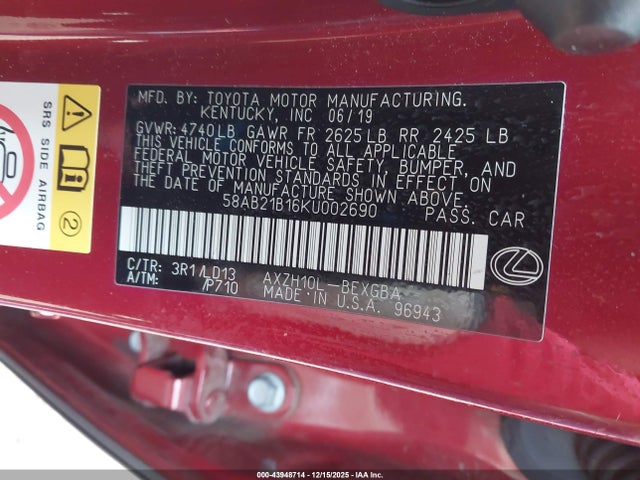 SRS SIDE AIRBAG
2
MFD. BY: TOYOTA MOTOR MANUFACTURING.
KENTUCKY, INC 06/19
GVWR: 4740LB GAWR FR 2625LB RR 2425 LB
THIS VEHICLE CONFORMS TO ALL APPLICABLE
FEDERAL MOTOR VEHICLE SAFETY, BUMPER, AND
THEFT PREVENTION STANDARDS IN EFFECT ON
THE DATE OF MANUFACTURE SHOWN ABOVE.
58AB21B16KU002690 PASS. CAR
C/TR: 3R1/LD13 AXZH10L-BEXGBA
A/TM: /P710 MADE IN U.S.A. 96943
000-43948714 - 12/15/2025 - IAAI.COM